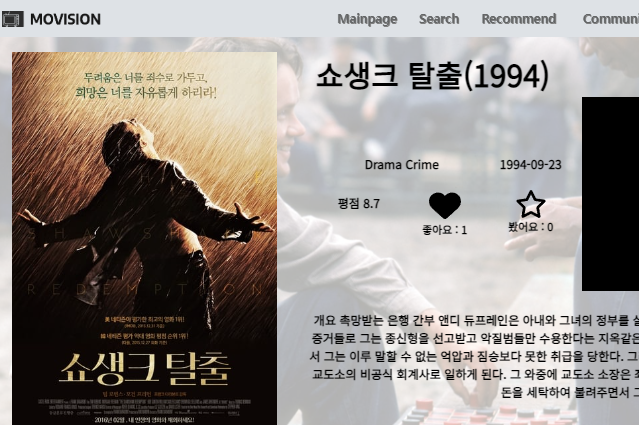 MOVISION
Mainpage Search Recommend Communi
쇼생크 탈출(1994)
두려움은 너를 죄수로 가두고,
희망은 너를 자유롭게 하리라!
Drama Crime 1994-09-23
평점 8.7
좋아요 : 1 봤어요 : 0
SHAWSHANK
REDEMPTION
쇼생크 탈출
개요 촉망받는 은행 간부 앤디 듀프레인은 아내와 그녀의 정부를 살
증거들로 그는 종신형을 선고받고 악질범들만 수용한다는 지옥같은
서 그는 이루 말할 수 없는 억압과 짐승보다 못한 취급을 당한다. 그
교도소의 비공식 회계사로 일하게 된다. 그 와중에 교도소 소장은 죄
돈을 세탁하여 불려주면서 그